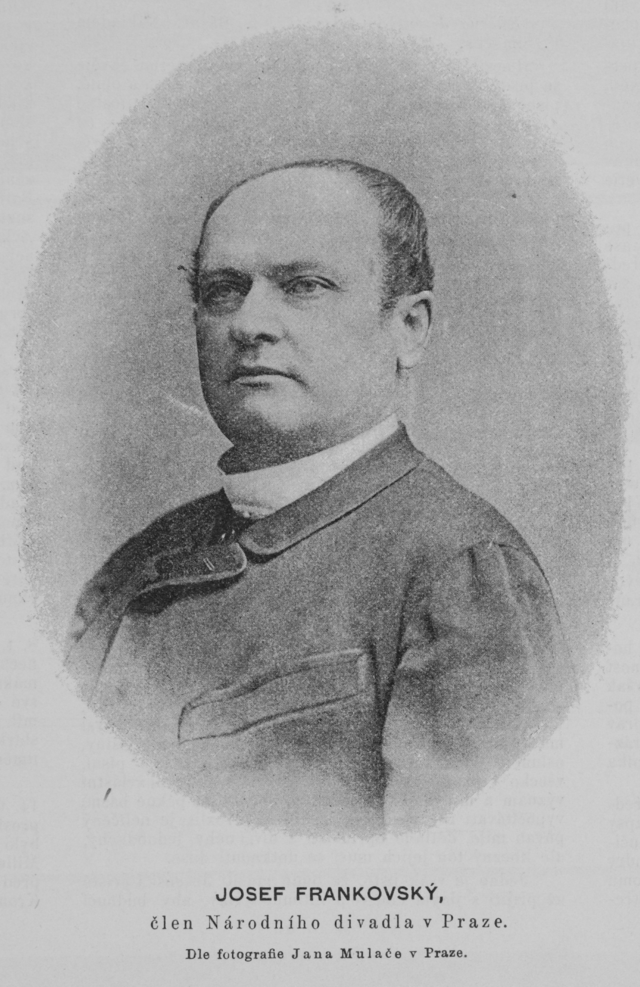 JOSEF FRANKOVSKÝ,
člen Národního divadla v Praze.
Dle fotografie Jana Mulače v Praze.